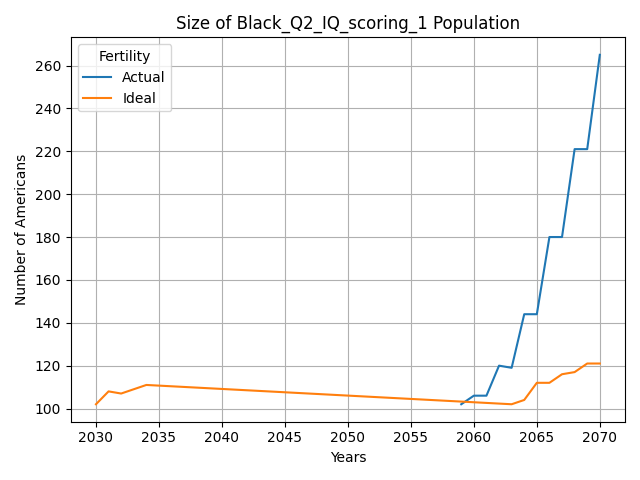 Size of Black_Q2_IQ_scoring_1 Population
Fertility
Actual
Ideal
Number of Americans
260
240
220
200
180
160
140
120
100
2030 2035 2040 2045 2050 2055 2060 2065 2070
Years